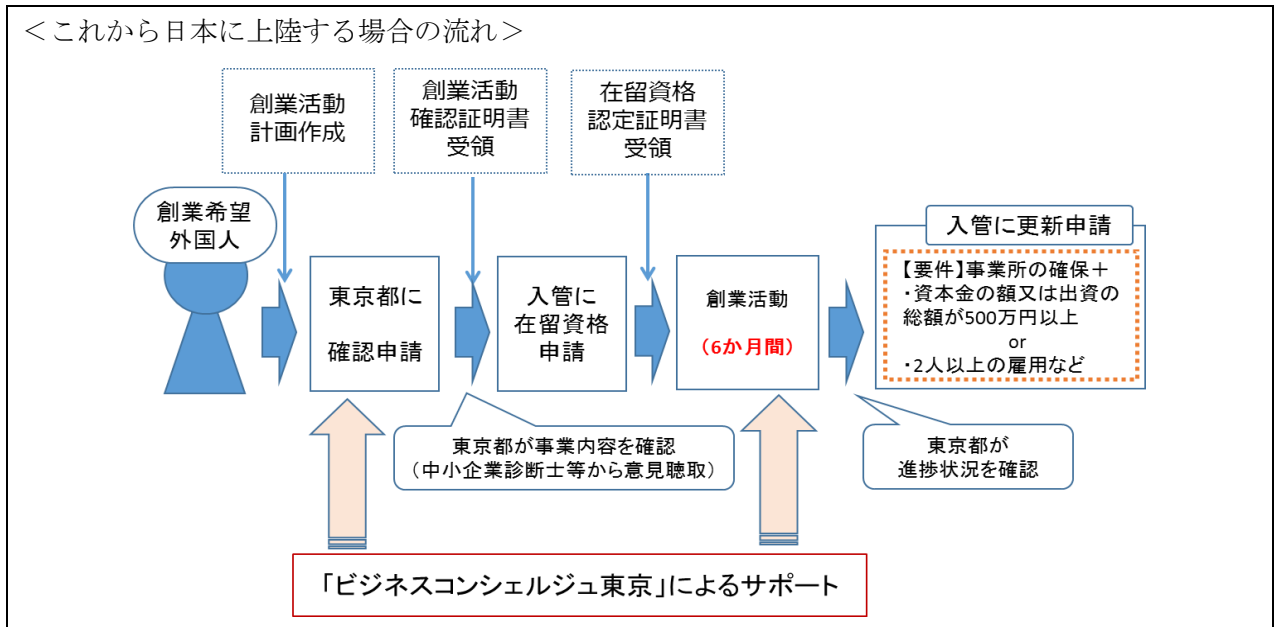 ＜これから日本に上陸する場合の流れ＞
創業活動
計画作成
創業活動
確認証明書
受領
在留資格
認定証明書
受領
創業希望
外国人
東京都に
確認申請
入管に
在留資格
申請
創業活動
（6か月間）
入管に更新申請
【要件】事業所の確保＋
・資本金の額又は出資の
総額が500万円以上
or
・2人以上の雇用など
東京都が事業内容を確認
（中小企業診断士等から意見聴取）
東京都が
進捗状況を確認
「ビジネスコンシェルジュ東京」によるサポート